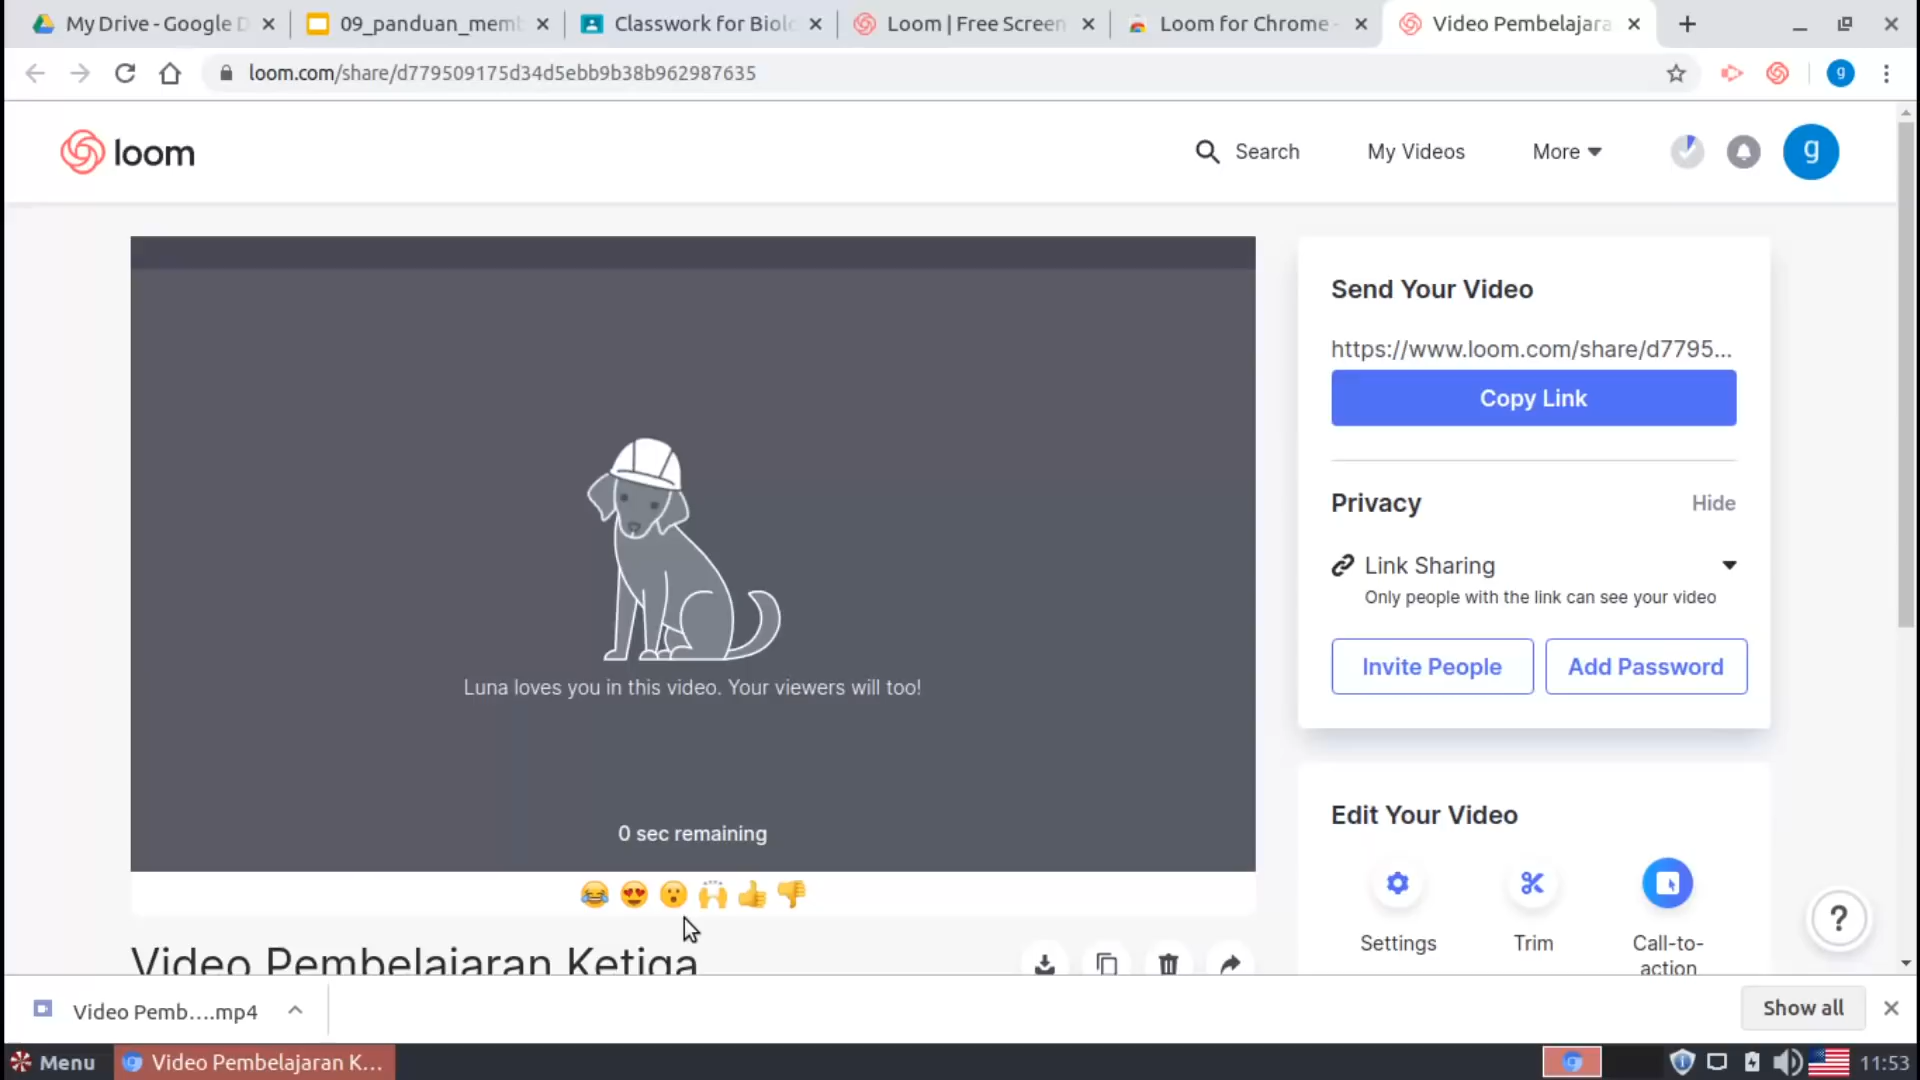 My Drive - Google D
09_panduan_memb
Classwork for Biolo
Loom | Free Screen
Loom for Chrome -
Video Pembelajara
loom.com/share/d779509175d34d5ebb9b38b962987635
g
loom
Search
My Videos
More
g
Send Your Video
https://www.loom.com/share/d7795...
Copy Link
Privacy
Hide
Link Sharing
Only people with the link can see your video
Invite People
Add Password
Luna loves you in this video. Your viewers will too!
0 sec remaining
Edit Your Video
Settings
Trim
Call-to-
action
?
Video Pembelajaran Ketiga
Video Pemb....mp4
Show all
Menu
Video Pembelajaran K...
11:53